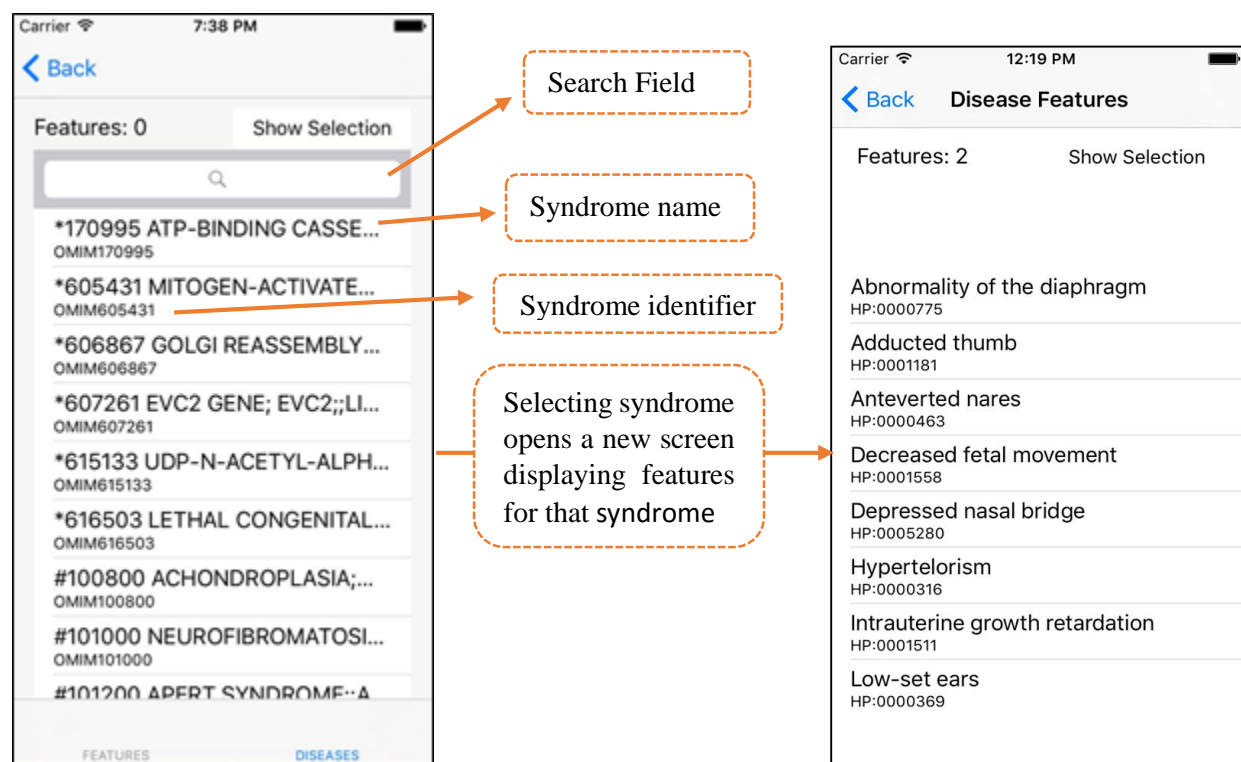 Carrier 7:38 PM
Back
Features: 0 Show Selection
*170995 ATP-BINDING CASSE...
OMIM170995
*605431 MITOGEN-ACTIVATE...
OMIM605431
*606867 GOLGI REASSEMBLY...
OMIM606867
*607261 EVC2 GENE; EVC2;;LI...
OMIM607261
*615133 UDP-N-ACETYL-ALPH...
OMIM615133
*616503 LETHAL CONGENITAL...
OMIM616503
#100800 ACHONDROPLASIA;...
OMIM100800
#101000 NEUROFIBROMATOSI...
OMIM101000
#101200 APERT SYNDROME;;A
FEATURES DISEASES
Search Field
Syndrome name
Syndrome identifier
Selecting syndrome
opens a new screen
displaying features
for that syndrome
Carrier 12:19 PM
Back Disease Features
Features: 2 Show Selection
Abnormality of the diaphragm
HP:0000775
Adducted thumb
HP:0001181
Anteverted nares
HP:0000463
Decreased fetal movement
HP:0001558
Depressed nasal bridge
HP:0005280
Hypertelorism
HP:0000316
Intrauterine growth retardation
HP:0001511
Low-set ears
HP:0000369